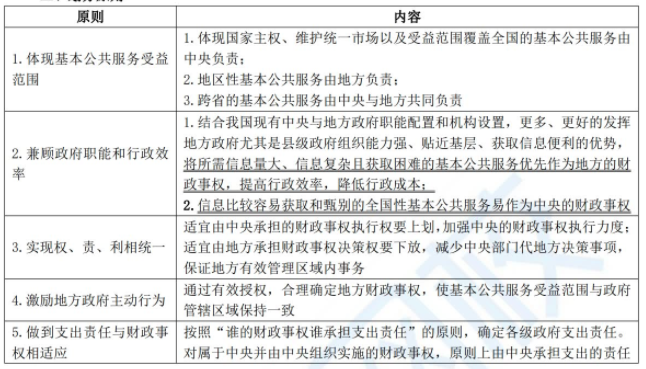 原则
内容
1.体现基本公共服务受益
范围
1.体现国家主权、维护统一市场以及受益范围覆盖全国的基本公共服务由
中央负责;
2.地区性基本公共服务由地方负责;
3.跨省的基本公共服务由中央与地方共同负责
2.兼顾政府职能和行政效
率
1.结合我国现有中央与地方政府职能配置和机构设置,更多、更好的发挥
地方政府尤其是县级政府组织能力强、贴近基层、获取信息便利的优势,
将所需信息量大、信息复杂且获取困难的基本公共服务优先作为地方的财
政事权,提高行政效率,降低行政成本;
2.信息比较容易获取和甄别的全国性基本公共服务易作为中央的财政事权
3.实现权、责、利相统一
适宜由中央承担的财政事权执行权要上划,加强中央的财政事权执行力度;
适宜由地方承担财政事权决策权要下放,减少中央部门代地方决策事项,
保证地方有效管理区域内事务
4.激励地方政府主动行为
通过有效授权,合理确定地方财政事权,使基本公共服务受益范围与政府
管辖区域保持一致
5.做到支出责任与财政事
权相适应
按照“谁的财政事权谁承担支出责任”的原则,确定各级政府支出责任。
对属于中央并由中央组织实施的财政事权,原则上由中央承担支出的责任